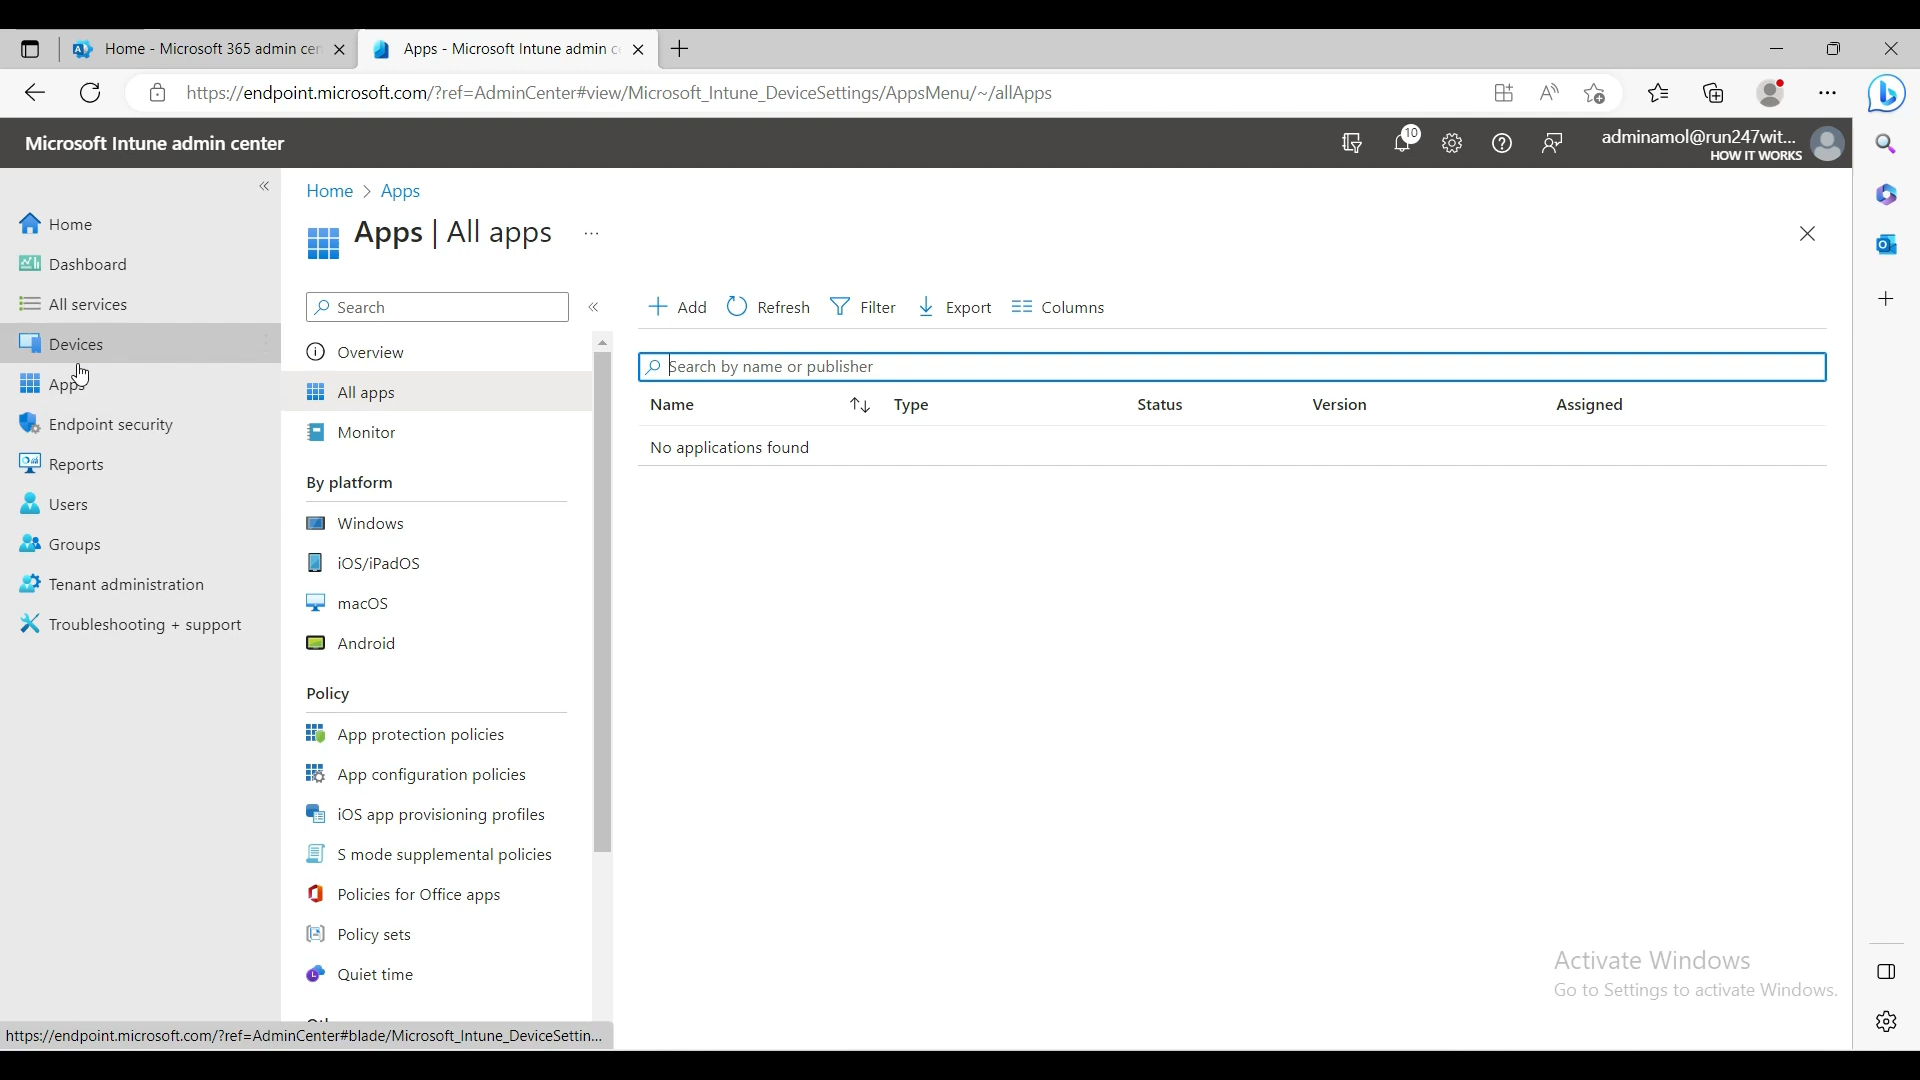 Home - Microsoft 365 admin cen
Apps - Microsoft Intune admin c
https://endpoint.microsoft.com/?ref=AdminCenter#view/Microsoft_Intune_DeviceSettings/AppsMenu/~/allApps
Microsoft Intune admin center
10
adminamol@run247wit...
HOW IT WORKS
Home
Dashboard
All services
Devices
Apps
Endpoint security
Reports
Users
Groups
Tenant administration
Troubleshooting + support
Home > Apps
Apps | All apps
...
Search
Overview
All apps
Monitor
By platform
Windows
iOS/iPadOS
macOS
Android
Policy
App protection policies
App configuration policies
iOS app provisioning profiles
S mode supplemental policies
Policies for Office apps
Policy sets
Quiet time
Add Refresh Filter Export Columns
Search by name or publisher
Name Type Status Version Assigned
No applications found
Activate Windows
Go to Settings to activate Windows.
https://endpoint.microsoft.com/?ref=AdminCenter#blade/Microsoft_Intune_DeviceSettin...